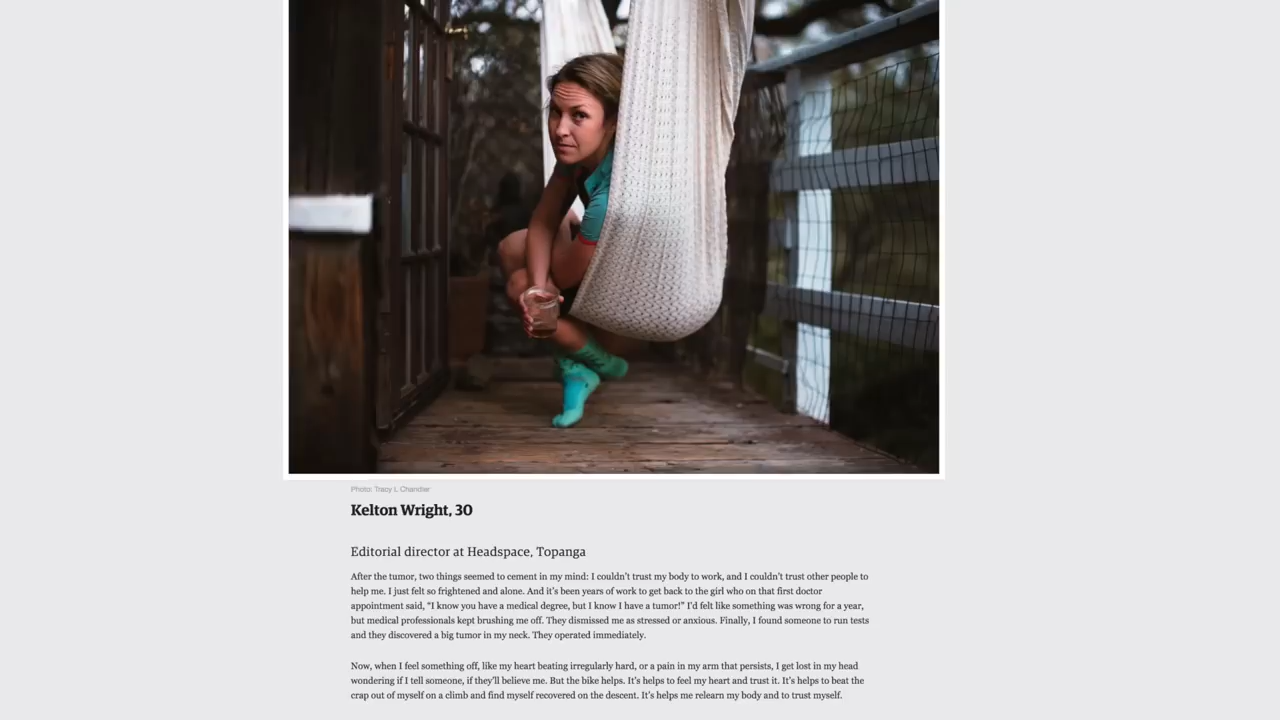 Photo: Tracy L Chandler
Kelton Wright, 30
Editorial director at Headspace, Topanga
After the tumor, two things seemed to cement in my mind: I couldn't trust my body to work, and I couldn't trust other people to
help me. I just felt so frightened and alone. And it's been years of work to get back to the girl who on that first doctor
appointment said, “I know you have a medical degree, but I know I have a tumor!” I'd felt like something was wrong for a year,
but medical professionals kept brushing me off. They dismissed me as stressed or anxious. Finally, I found someone to run tests
and they discovered a big tumor in my neck. They operated immediately.
Now, when I feel something off, like my heart beating irregularly hard, or a pain in my arm that persists, I get lost in my head
wondering if I tell someone, if they'll believe me. But the bike helps. It's helps to feel my heart and trust it. It's helps to beat the
crap out of myself on a climb and find myself recovered on the descent. It's helps me relearn my body and to trust myself.